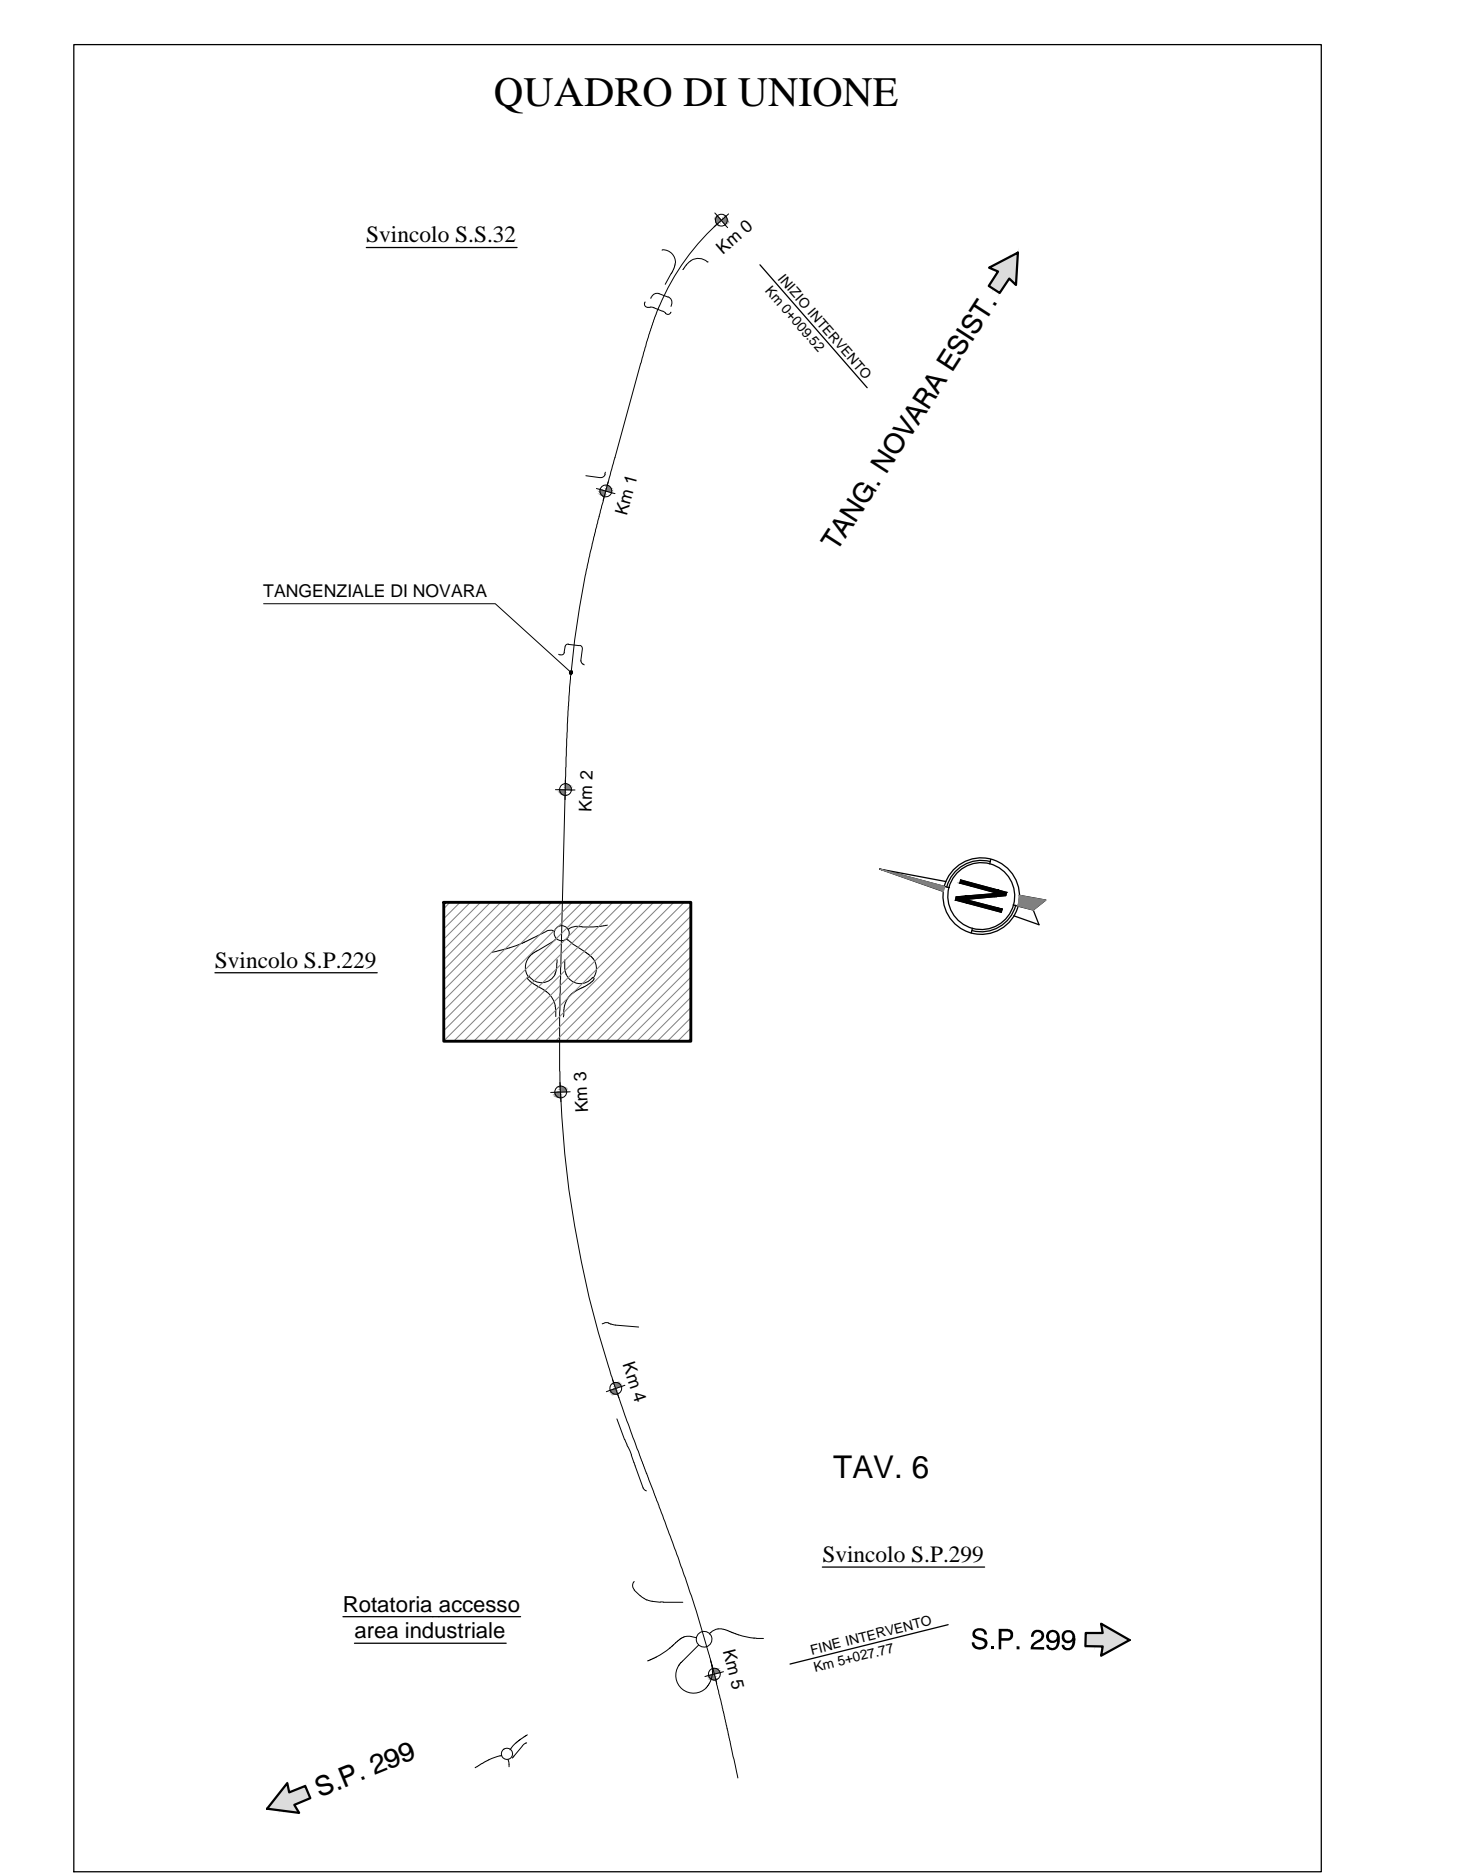 QUADRO DI UNIONE
Svincolo S.S.32
Km 0
INIZIO INTERVENTO
Km 0+009.52
TANG. NOVARA ESIST.
Km 1
TANGENZIALE DI NOVARA
Km 2
N
Svincolo S.P.229
Km 3
Km 4
TAV. 6
Svincolo S.P.299
Rotatoria accesso
area industriale
FINE INTERVENTO
Km 5+027.77
S.P. 299
Km 5
S.P. 299